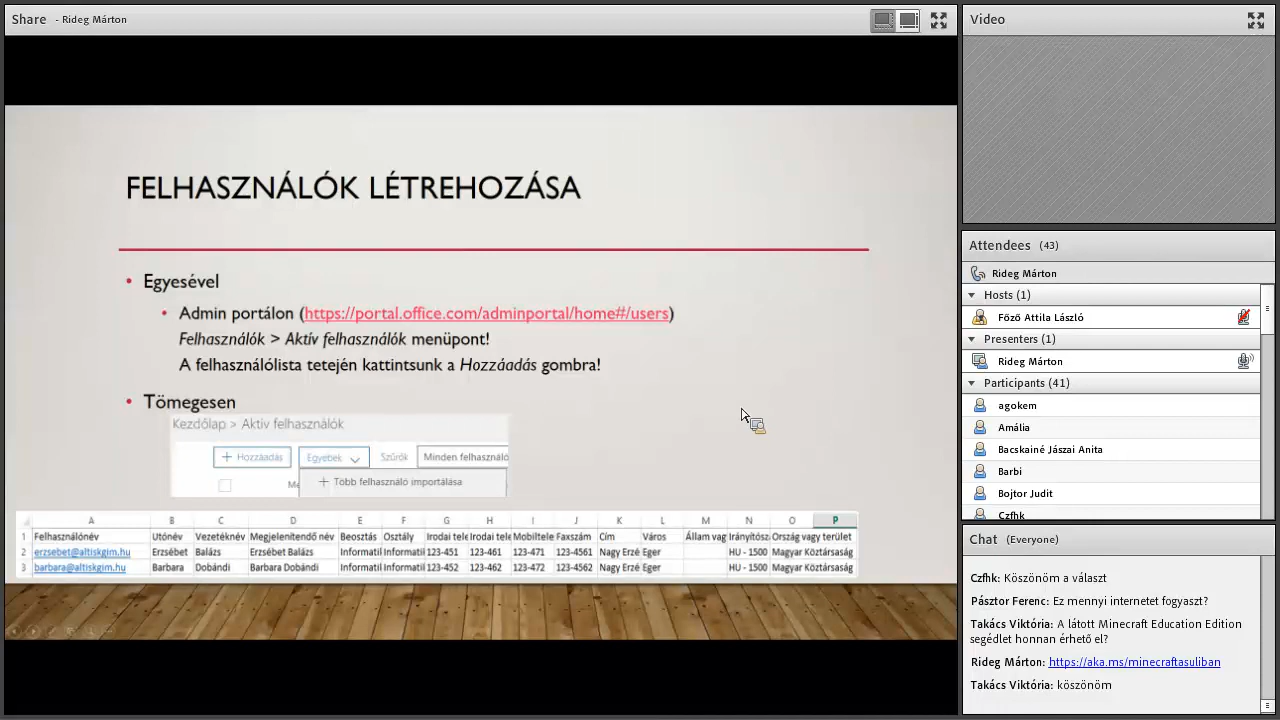 Share - Rideg Márton
FELHASZNÁLÓK LÉTREHOZÁSA
• Egyesével
• Admin portálon (https://portal.office.com/adminportal/home#/users)
Felhasználók > Aktív felhasználók menüpont!
A felhasználólista tetején kattintsunk a Hozzáadás gombra!
• Tömegesen
Kezdőlap > Aktív felhasználók
+ Hozzáadás Egyebek Szűrők Minden felhasználó
+ Több felhasználó importálása
A B C D E F G H I J K L M N O P
1 Felhasználónév Utónév Vezetéknév Megjelenítendő név Beosztás Osztály Irodai tele Irodai tele Mobiltele Faxszám Cím Város Állam vag Irányítósz Ország vagy terület
2 erzsebet@altiskgim.hu Erzsébet Balázs Erzsébet Balázs Informatil Informatil 123-451 123-461 123-471 123-4561 Nagy Erzé Eger HU - 1500 Magyar Köztársaság
3 barbara@altiskgim.hu Barbara Dobándi Barbara Dobándi Informatil Informatil 123-452 123-462 123-472 123-4562 Nagy Erzé Eger HU - 1500 Magyar Köztársaság
Video
Attendees (43)
Rideg Márton
Hosts (1)
Főző Attila László
Presenters (1)
Rideg Márton
Participants (41)
agokem
Amália
Bacskainé Jászai Anita
Barbi
Bojtor Judit
Czfhk
Chat (Everyone)
Czfhk: Köszönöm a választ
Pásztor Ferenc: Ez mennyi internetet fogyaszt?
Takács Viktória: A látott Minecraft Education Edition
segédlet honnan érhető el?
Rideg Márton: https://aka.ms/minecraftasuliban
Takács Viktória: köszönöm